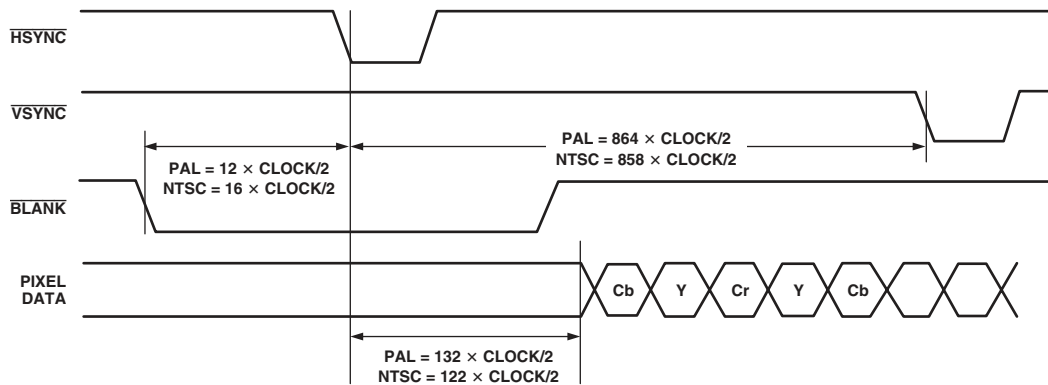 HSYNC
VSYNC
PAL = 864 × CLOCK/2
NTSC = 858 × CLOCK/2
PAL = 12 × CLOCK/2
NTSC = 16 × CLOCK/2
BLANK
PIXEL
DATA
Cb Y Cr Y Cb
PAL = 132 × CLOCK/2
NTSC = 122 × CLOCK/2